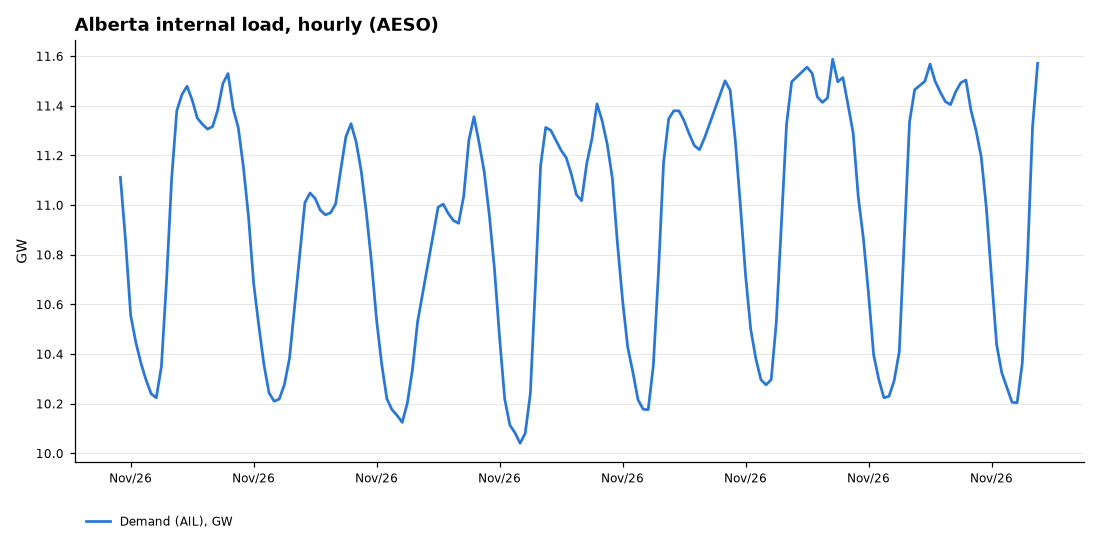 Alberta internal load, hourly (AESO)
11.6
11.4
11.2
11.0
10.8
10.6
10.4
10.2
10.0
GW
Nov/26 Nov/26 Nov/26 Nov/26 Nov/26 Nov/26 Nov/26 Nov/26
Demand (AIL), GW